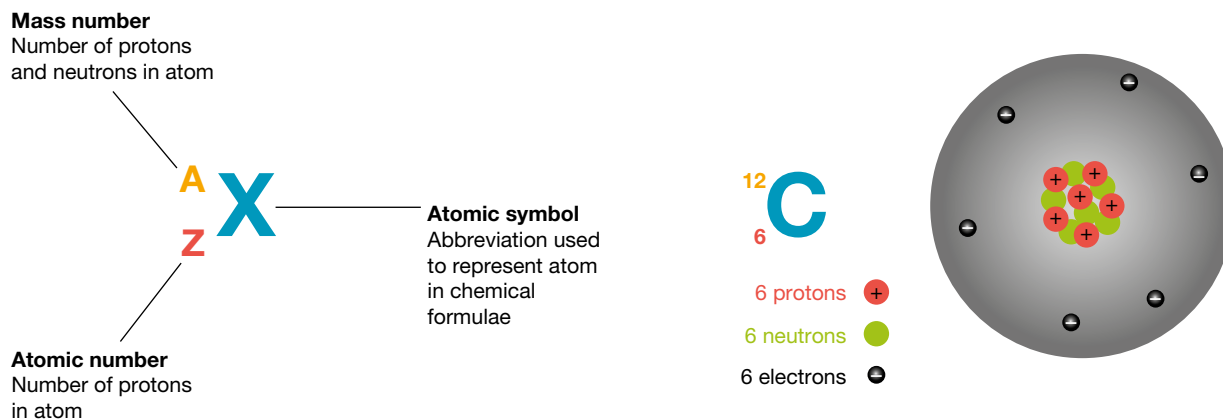 Mass number
Number of protons
and neutrons in atom
A
X
Z
Atomic symbol
Abbreviation used
to represent atom
in chemical
formulae
Atomic number
Number of protons
in atom
12
C
6
6 protons +
6 neutrons
6 electrons −
−
−
−
−
−
−
+
+
+
+
+
+